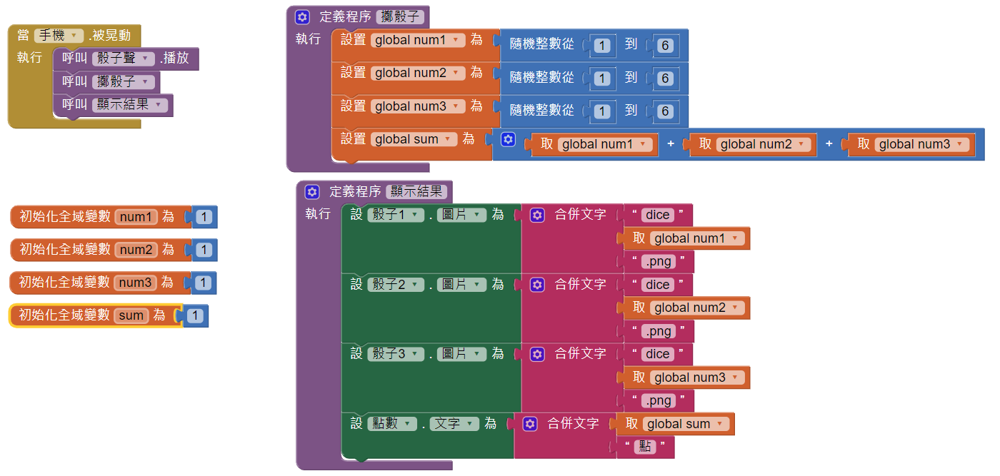 當 手機 .被晃動
執行 呼叫 骰子聲 .播放
呼叫 擲骰子
呼叫 顯示結果
初始化全域變數 num1 為 1
初始化全域變數 num2 為 1
初始化全域變數 num3 為 1
初始化全域變數 sum 為 1
定義程序 擲骰子
執行 設置 global num1 為 隨機整數從 1 到 6
設置 global num2 為 隨機整數從 1 到 6
設置 global num3 為 隨機整數從 1 到 6
設置 global sum 為 取 global num1 + 取 global num2 + 取 global num3
定義程序 顯示結果
執行 設 骰子1 . 圖片 為 合併文字 “ dice ”
取 global num1
“ .png ”
設 骰子2 . 圖片 為 合併文字 “ dice ”
取 global num2
“ .png ”
設 骰子3 . 圖片 為 合併文字 “ dice ”
取 global num3
“ .png ”
設 點數 . 文字 為 合併文字 取 global sum
“ 點 ”